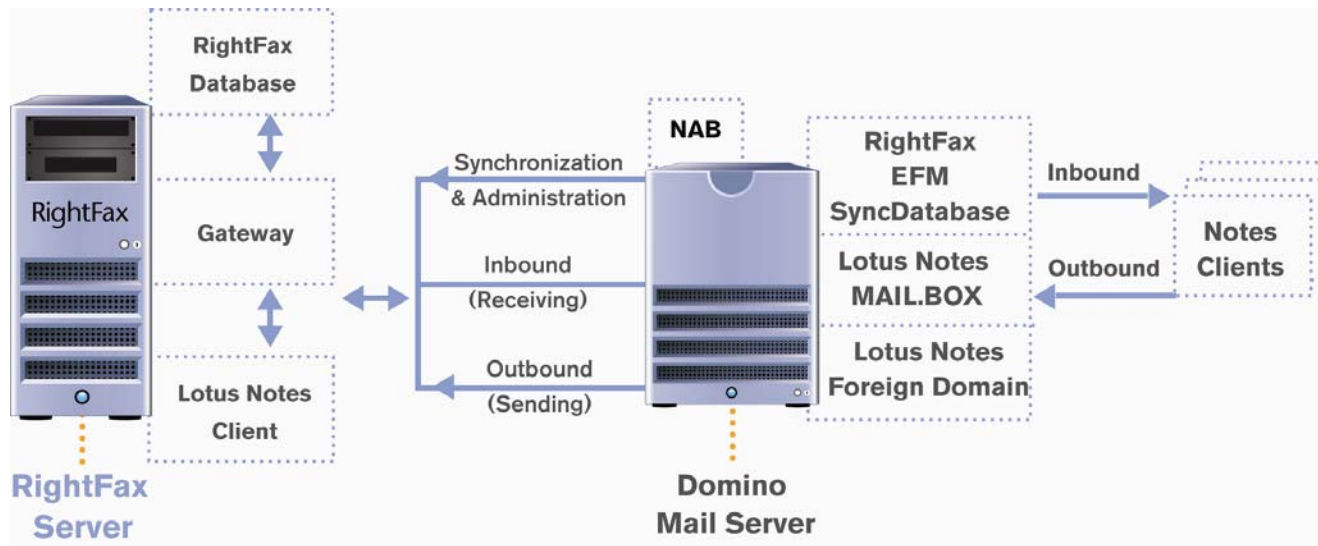 RightFax
Database
RightFax
Gateway
Lotus Notes
Client
RightFax
Server
Synchronization
& Administration
Inbound
(Receiving)
Outbound
(Sending)
NAB
RightFax
EFM
SyncDatabase
Lotus Notes
MAIL.BOX
Lotus Notes
Foreign Domain
Domino
Mail Server
Inbound
Outbound
Notes
Clients